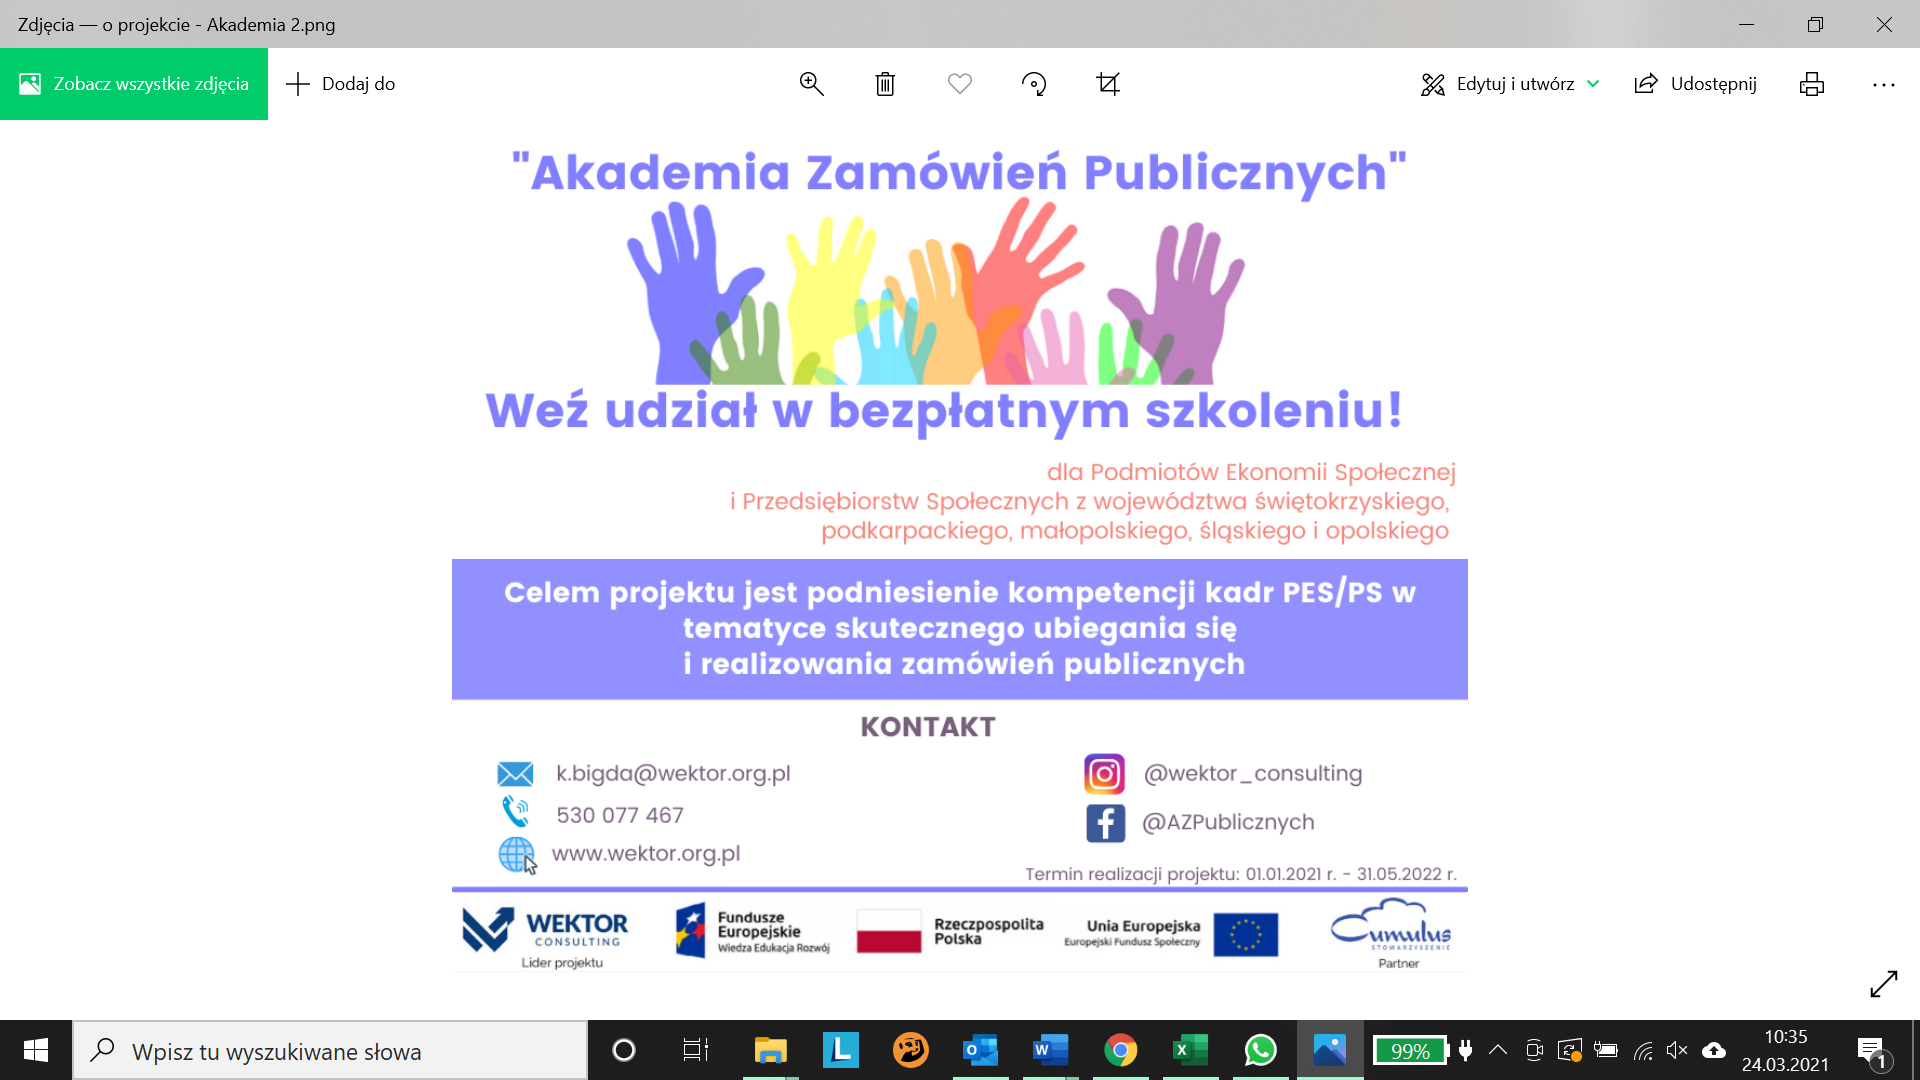 Zdjęcia — o projekcie - Akademia 2.png
Zobacz wszystkie zdjęcia
Dodaj do
Edytuj i utwórz
Udostępnij
"Akademia Zamówień Publicznych"
Weź udział w bezpłatnym szkoleniu!
dla Podmiotów Ekonomii Społecznej
i Przedsiębiorstw Społecznych z województwa świętokrzyskiego,
podkarpackiego, małopolskiego, śląskiego i opolskiego
Celem projektu jest podniesienie kompetencji kadr PES/PS w
tematyce skutecznego ubiegania się
i realizowania zamówień publicznych
KONTAKT
k.bigda@wektor.org.pl
530 077 467
www.wektor.org.pl
@wektor_consulting
@AZPublicznych
Termin realizacji projektu: 01.01.2021 r. - 31.05.2022 r.
WEKTOR
CONSULTING
Lider projektu
Fundusze
Europejskie
Wiedza Edukacja Rozwój
Rzeczpospolita
Polska
Unia Europejska
Europejski Fundusz Społeczny
Cumulus
STOWARZYSZENIE
Partner
Wpisz tu wyszukiwane słowa
99%
10:35
24.03.2021
1